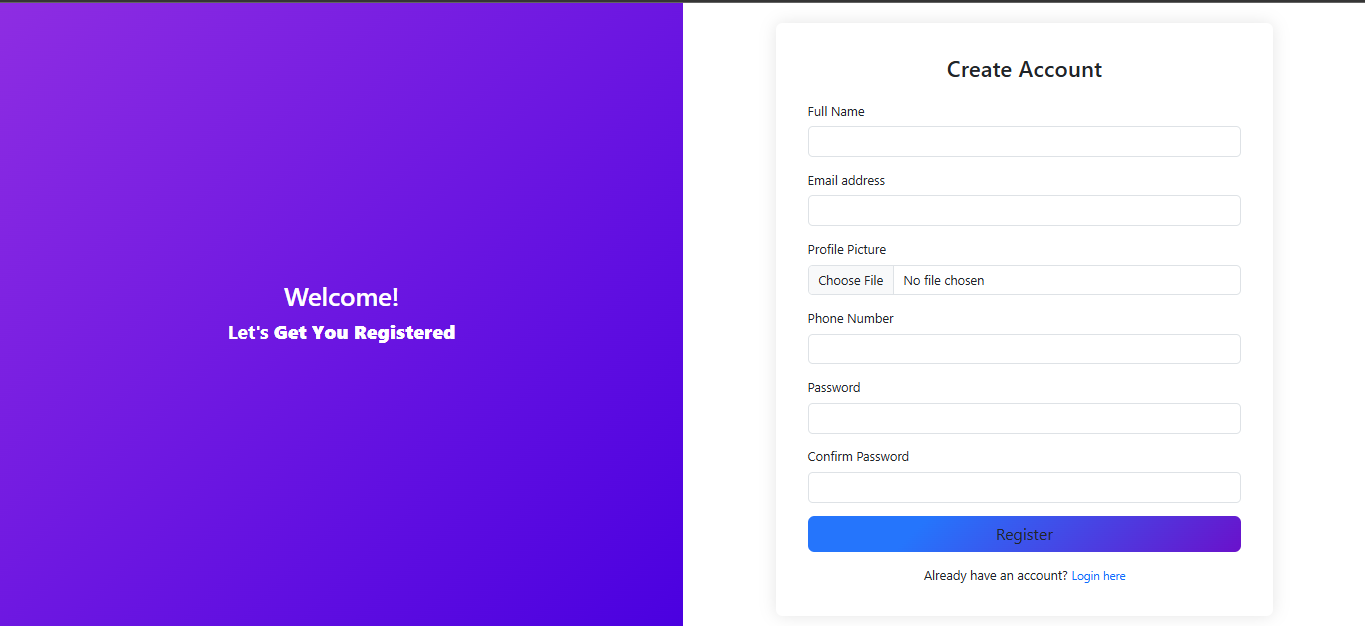 Welcome!
Let's Get You Registered
Create Account
Full Name
Email address
Profile Picture
Choose File No file chosen
Phone Number
Password
Confirm Password
Register
Already have an account? Login here